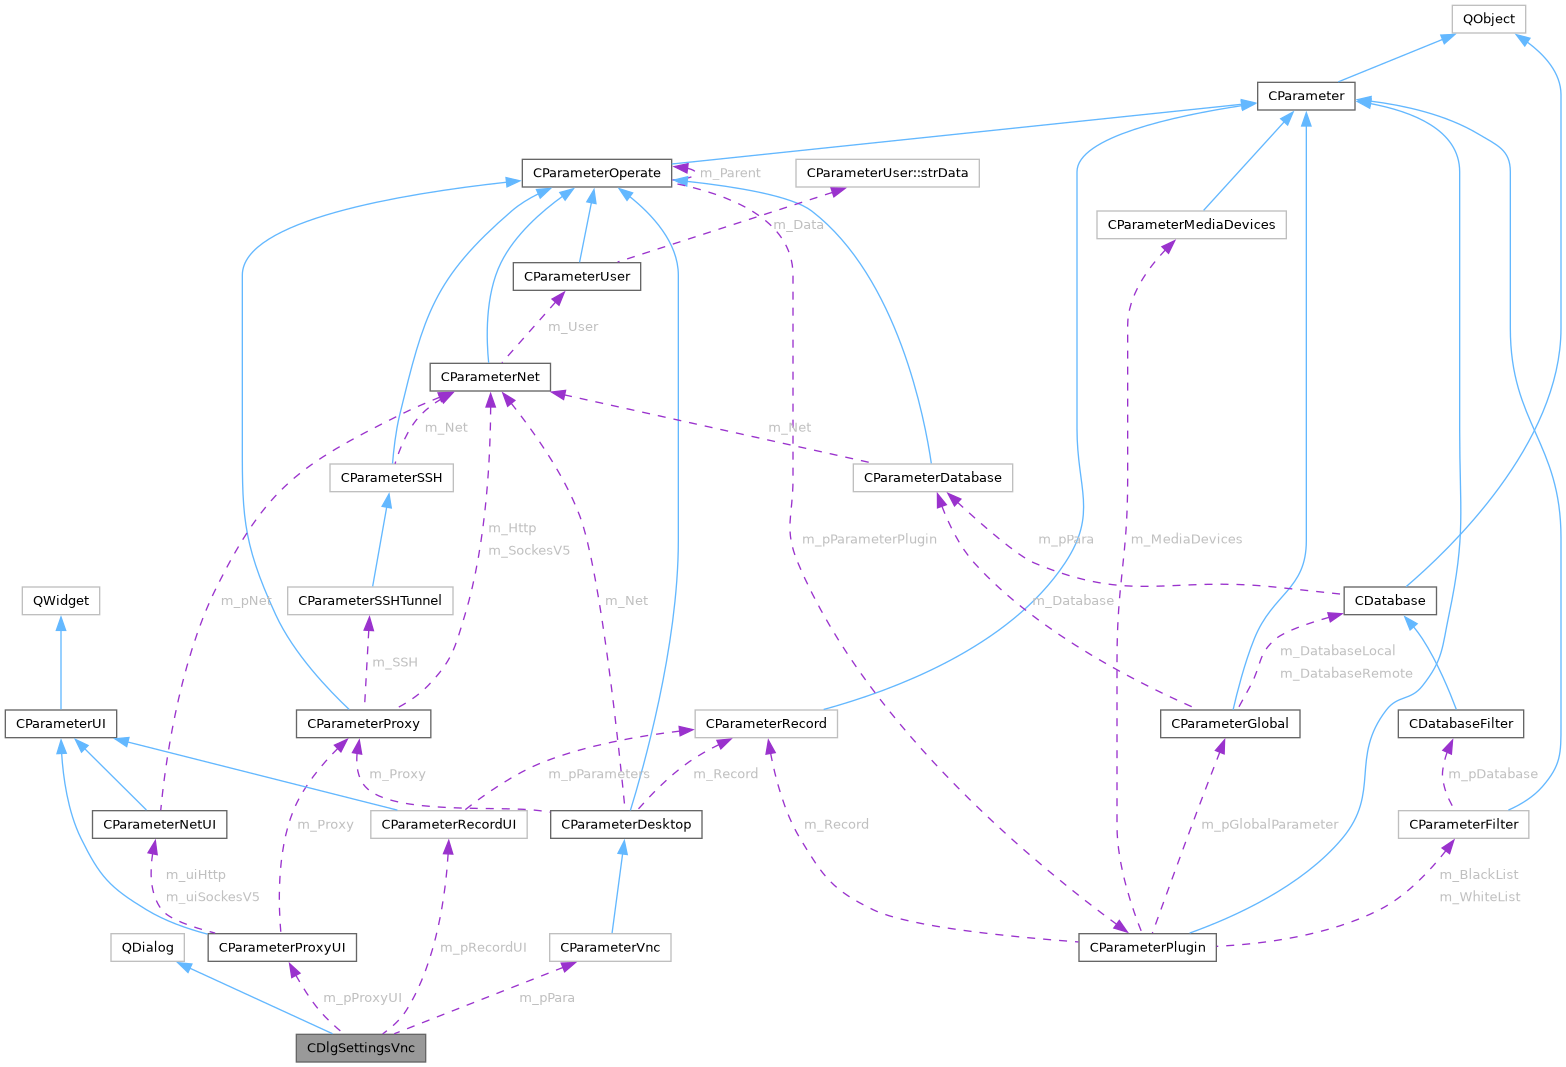 QObject
CParameter
CParameterOperate
m_Parent
CParameterUser::strData
m_Data
CParameterMediaDevices
CParameterUser
m_User
CParameterNet
m_Net
m_Net
CParameterSSH
CParameterDatabase
m_Http
m_SockesV5
m_pParameterPlugin
m_pPara
m_MediaDevices
QWidget
m_pNet
CParameterSSHTunnel
m_Net
m_Database
CDatabase
m_SSH
m_DatabaseLocal
m_DatabaseRemote
CParameterUI
CParameterProxy
CParameterRecord
CParameterGlobal
CDatabaseFilter
m_Proxy
m_pParameters
m_Record
m_pDatabase
CParameterNetUI
m_Proxy
CParameterRecordUI
CParameterDesktop
m_Record
m_pGlobalParameter
CParameterFilter
m_uiHttp
m_uiSockesV5
m_BlackList
m_WhiteList
QDialog
CParameterProxyUI
m_pRecordUI
CParameterVnc
CParameterPlugin
m_pProxyUI
m_pPara
CDlgSettingsVnc